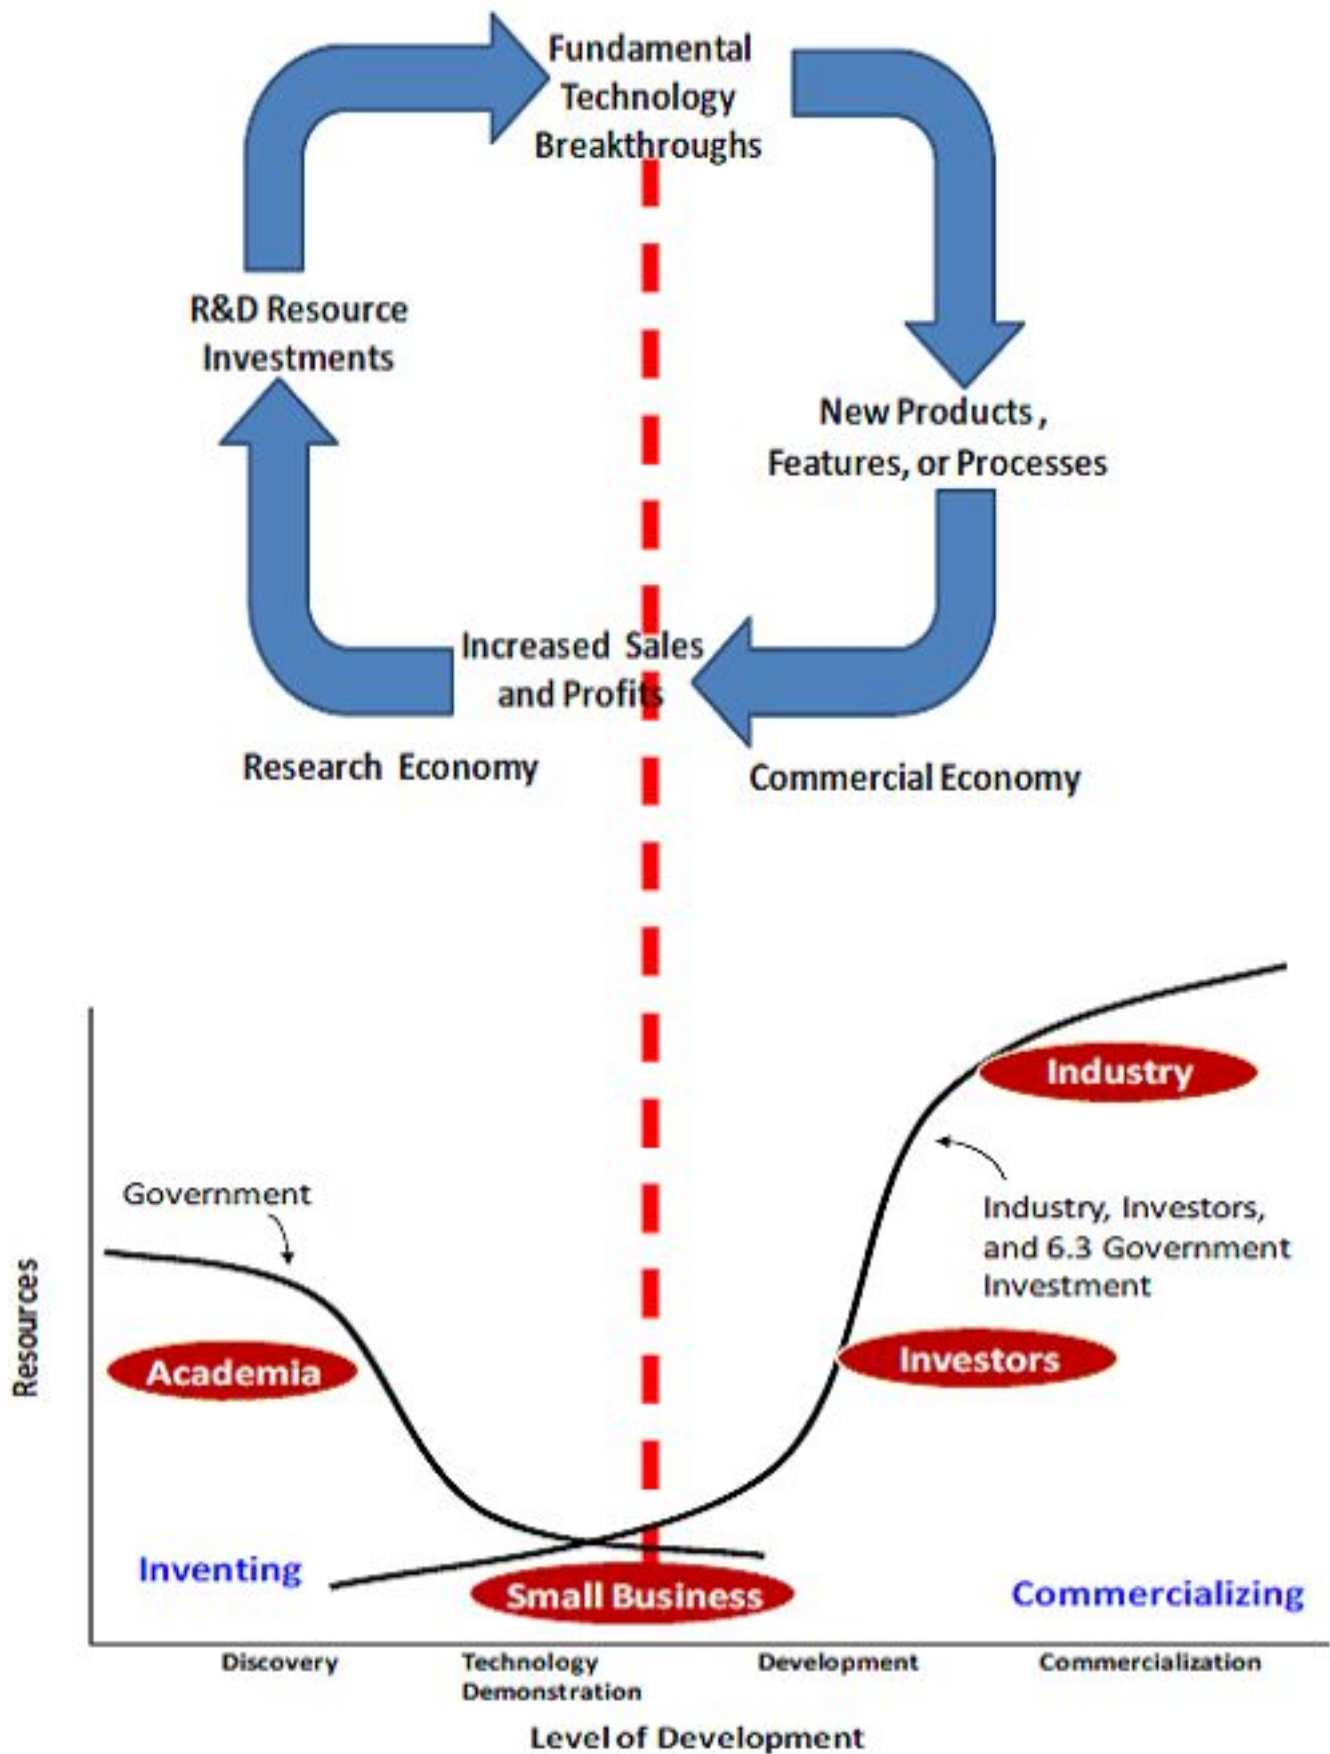 Fundamental
Technology
Breakthroughs
R&D Resource
Investments
New Products,
Features, or Processes
Increased Sales
and Profits
Research Economy
Commercial Economy
Industry
Government
Industry, Investors,
and 6.3 Government
Investment
Resources
Investors
Academia
Inventing
Small Business
Commercializing
Discovery
Technology
Demonstration
Development
Commercialization
Level of Development